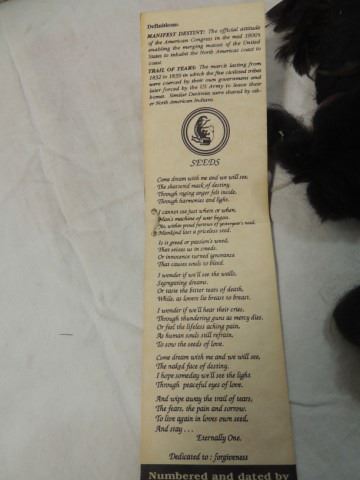 Definitions:
MANIFEST DESTINY: The official attitude
of the American Congress in the mid 1800's
enabling the merging masses of the United
States to inhabit the North American coast to
coast.
TRAIL OF TEARS: The march lasting from
1832 to 1839 in which the five civilized tribes
were coerced by their own government and
later forced by the US Army to leave their
homes. Similar Destinies were shared by oth-
er North American Indians.
SEEDS
Come dream with me and we will see,
The shattered mask of destiny.
Through raging anger felt inside,
Through harmonies and light.
I cannot see just where or when,
Man's machine of war began.
No, wither proud furrows of yesteryear's
Mankind lost a priceless seed.
Is it greed or passion's weed,
That seizes us in creeds.
Or innocence turned ignorance
That causes souls to bleed.
I wonder if we'll see the walls,
Segregating dreams.
Or taste the bitter tears of death,
While, as lovers lie breast to breast.
I wonder if we'll hear their cries,
Through thundering guns as mercy dies.
Or feel the lifeless aching pain,
As human souls still refrain,
To sow the seeds of love.
Come dream with me and we will see,
The naked face of destiny.
I hope someday we'll see the light
Through peaceful eyes of love.
And wipe away the trail of tears,
The fears, the pain and sorrow.
To live again in loves own seed,
And stay . . .
Eternally One.
Dedicated to : forgiveness
Numbered and dated by